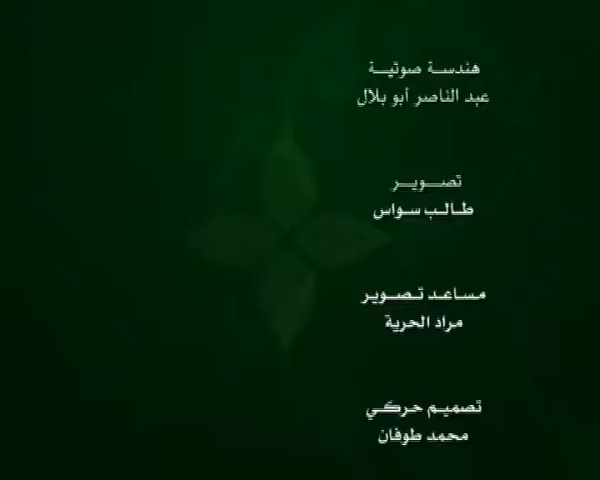 هندسة صوتية
عبد الناصر أبو بلال
تصوير
طالب سواس
مساعد تصوير
مراد الحرية
تصميم حركي
محمد طوفان